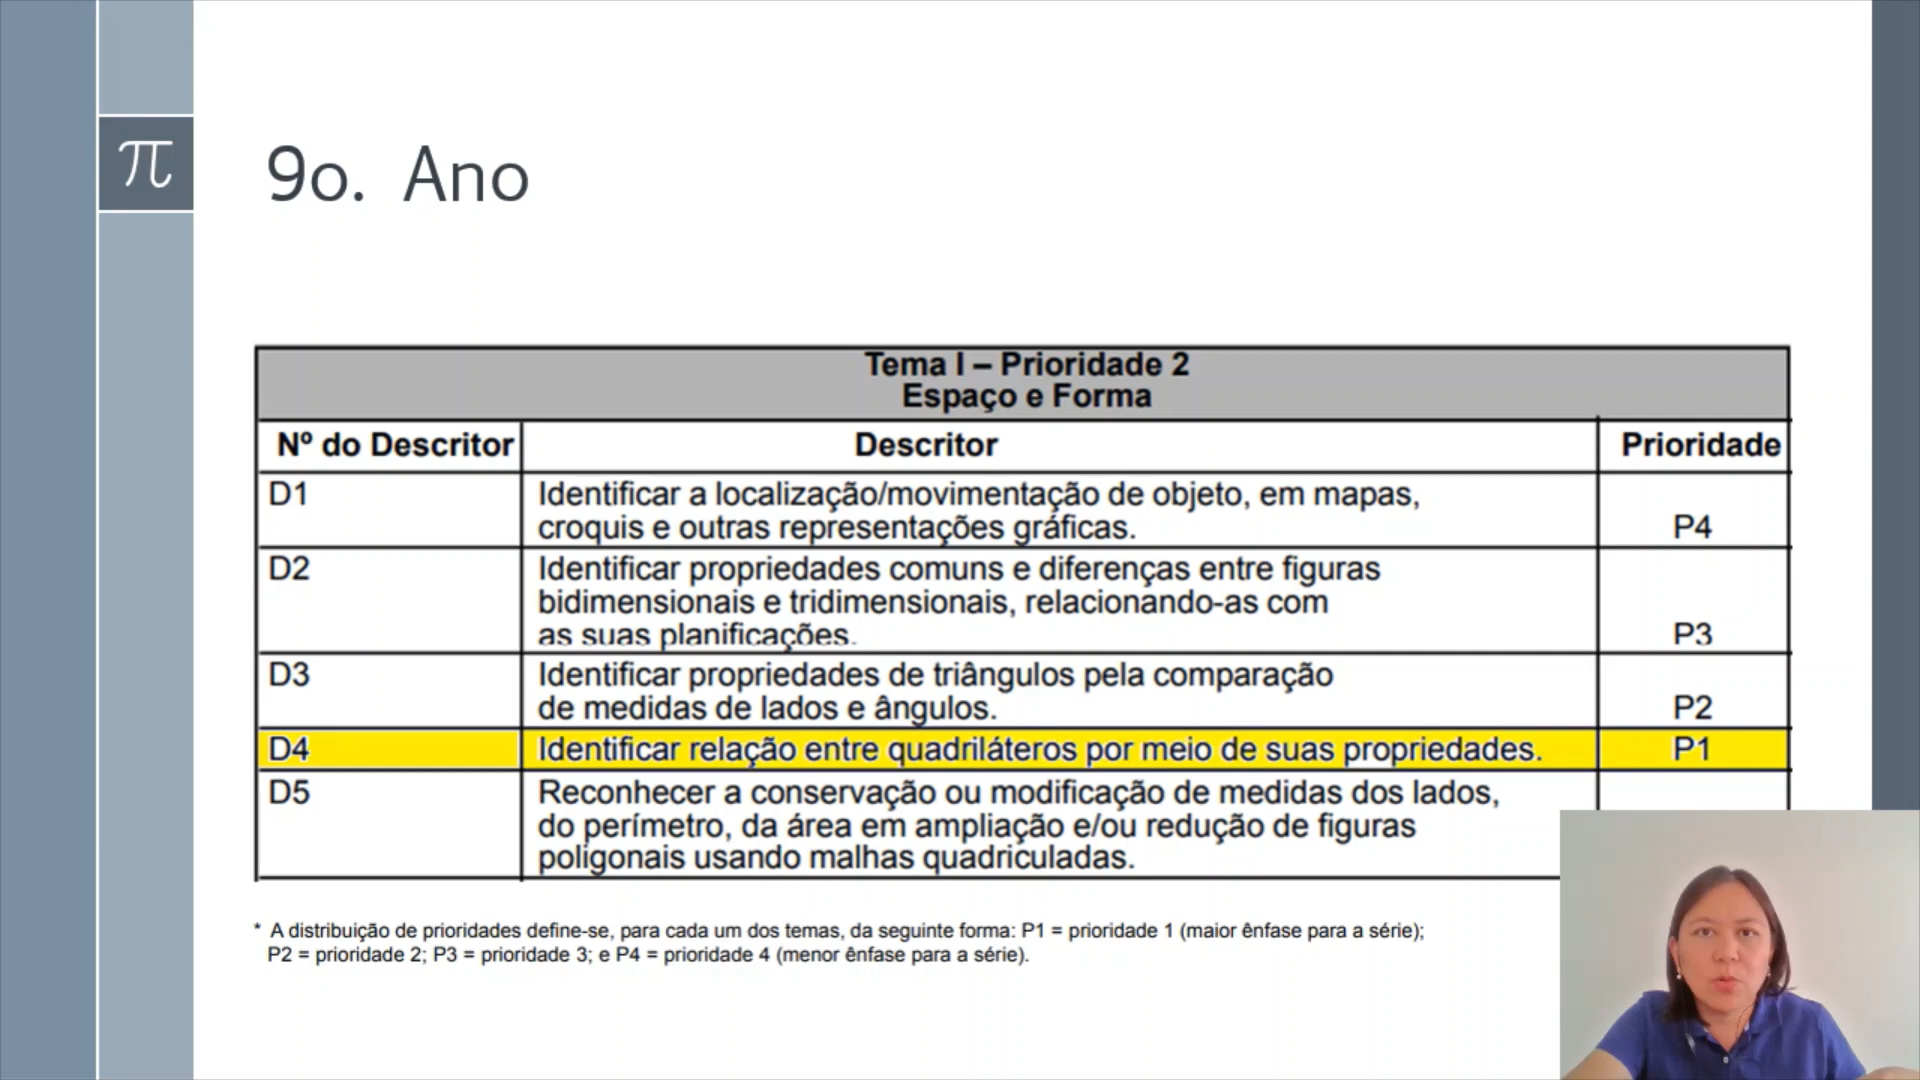 π
9o. Ano
Tema I – Prioridade 2
Espaço e Forma
Nº do Descritor Descritor Prioridade
D1 Identificar a localização/movimentação de objeto, em mapas,
croquis e outras representações gráficas. P4
D2 Identificar propriedades comuns e diferenças entre figuras
bidimensionais e tridimensionais, relacionando-as com
as suas planificações. P3
D3 Identificar propriedades de triângulos pela comparação
de medidas de lados e ângulos. P2
D4 Identificar relação entre quadriláteros por meio de suas propriedades. P1
D5 Reconhecer a conservação ou modificação de medidas dos lados,
do perímetro, da área em ampliação e/ou redução de figuras
poligonais usando malhas quadriculadas.
* A distribuição de prioridades define-se, para cada um dos temas, da seguinte forma: P1 = prioridade 1 (maior ênfase para a série);
P2 = prioridade 2; P3 = prioridade 3; e P4 = prioridade 4 (menor ênfase para a série).